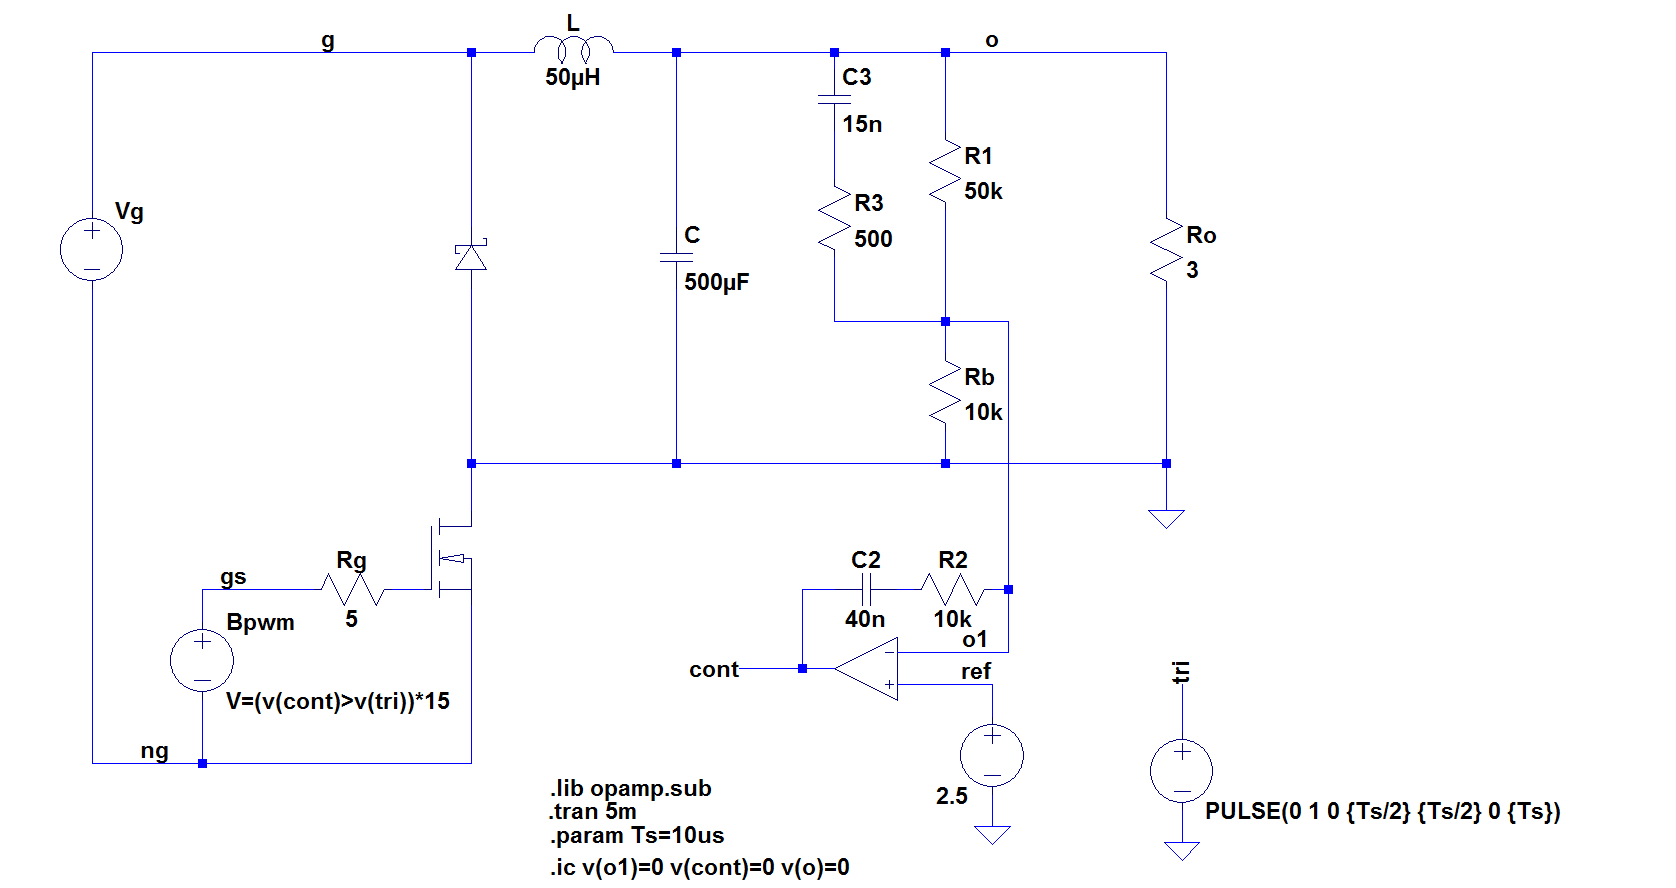 L
g
o
50µH
C3
15n
R1
50k
Vg
R3
500
C
500µF
Ro
3
Rb
10k
Rg
gs
5
Bpwm
V=(v(cont)>v(tri))*15
ng
C2
R2
40n
10k
o1
cont
ref
tri
2.5
PULSE(0 1 0 {Ts/2} {Ts/2} 0 {Ts})
.lib opamp.sub
.tran 5m
.param Ts=10us
.ic v(o1)=0 v(cont)=0 v(o)=0